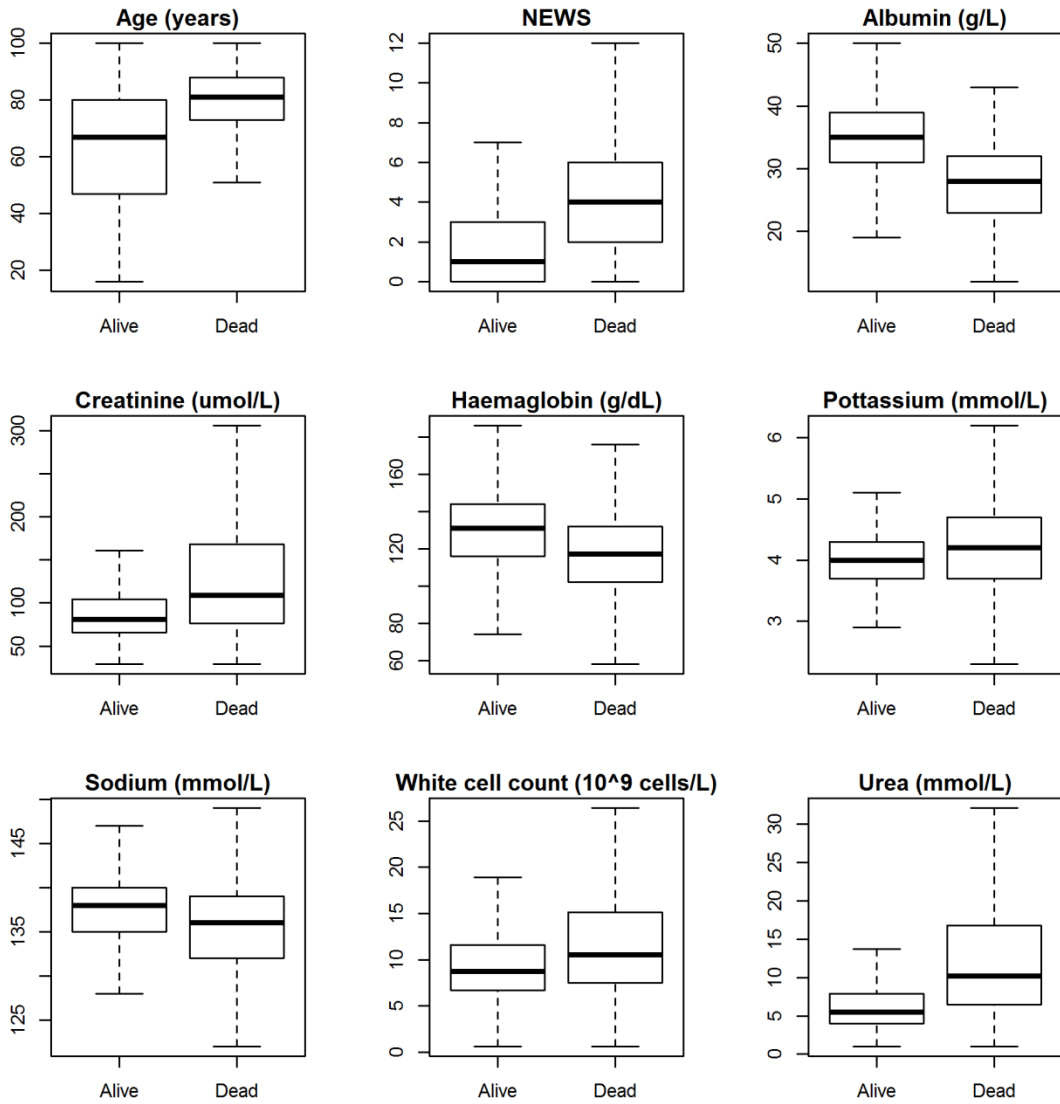 Age (years)
100
80
60
40
20
Alive
Dead
NEWS
12
10
8
6
4
2
0
Alive
Dead
Albumin (g/L)
50
40
30
20
Alive
Dead
Creatinine (umol/L)
300
200
100
50
Alive
Dead
Haemaglobin (g/dL)
160
120
80
60
Alive
Dead
Pottassium (mmol/L)
6
5
4
3
Alive
Dead
Sodium (mmol/L)
145
135
125
Alive
Dead
White cell count (10^9 cells/L)
25
20
15
10
5
0
Alive
Dead
Urea (mmol/L)
30
25
20
15
10
5
0
Alive
Dead